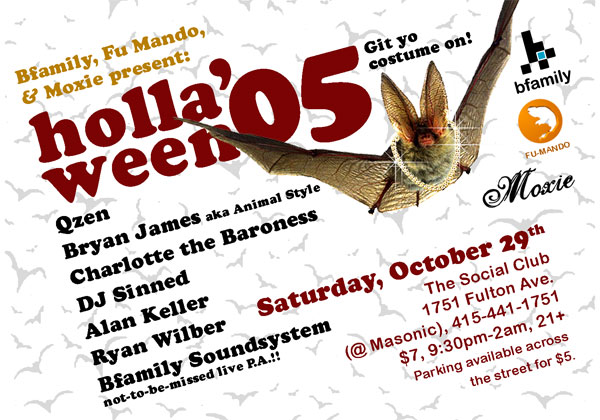 Bfamily, Fu Mando,
& Moxie present:
holla'
ween'05
Git yo
costume on!
bfamily
FU-MANDO
Moxie
Qzen
Bryan James aka Animal Style
Charlotte the Baroness
DJ Sinned
Alan Keller
Ryan Wilber
Bfamily Soundsystem
not-to-be-missed live P.A.!!
Saturday, October 29th
The Social Club
1751 Fulton Ave.
(@ Masonic), 415-441-1751
$7, 9:30pm-2am, 21+
Parking available across
the street for $5.